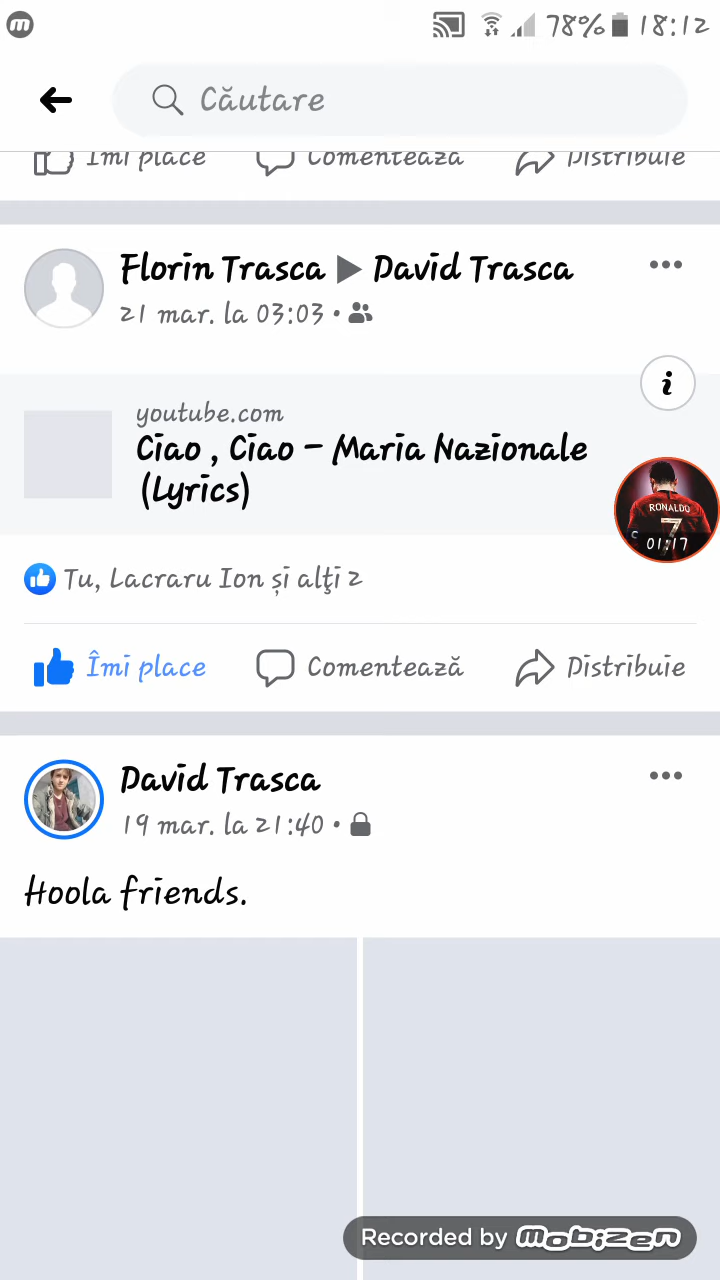 m 78% 18:12
Căutare
Îmi place Comentează Distribuie
Florin Trasca ▶ David Trasca
21 mar. la 03:03 •
i
youtube.com
Ciao , Ciao – Maria Nazionale
(Lyrics)
RONALDO
7
01:17
Tu, Lacraru Ion și alţi 2
Îmi place Comentează Distribuie
David Trasca
19 mar. la 21:40 •
Hoola friends.
Recorded by mobizen